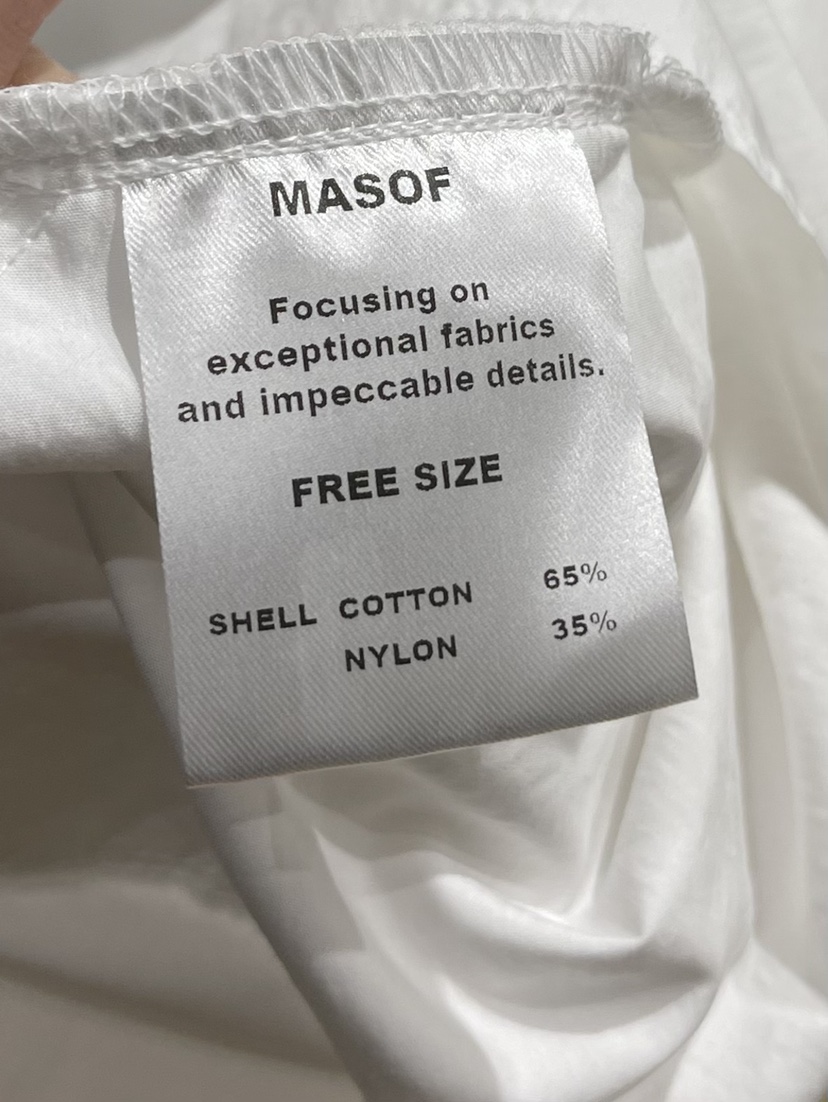 MASOF
Focusing on
exceptional fabrics
and impeccable details.
FREE SIZE
SHELL COTTON 65%
NYLON 35%